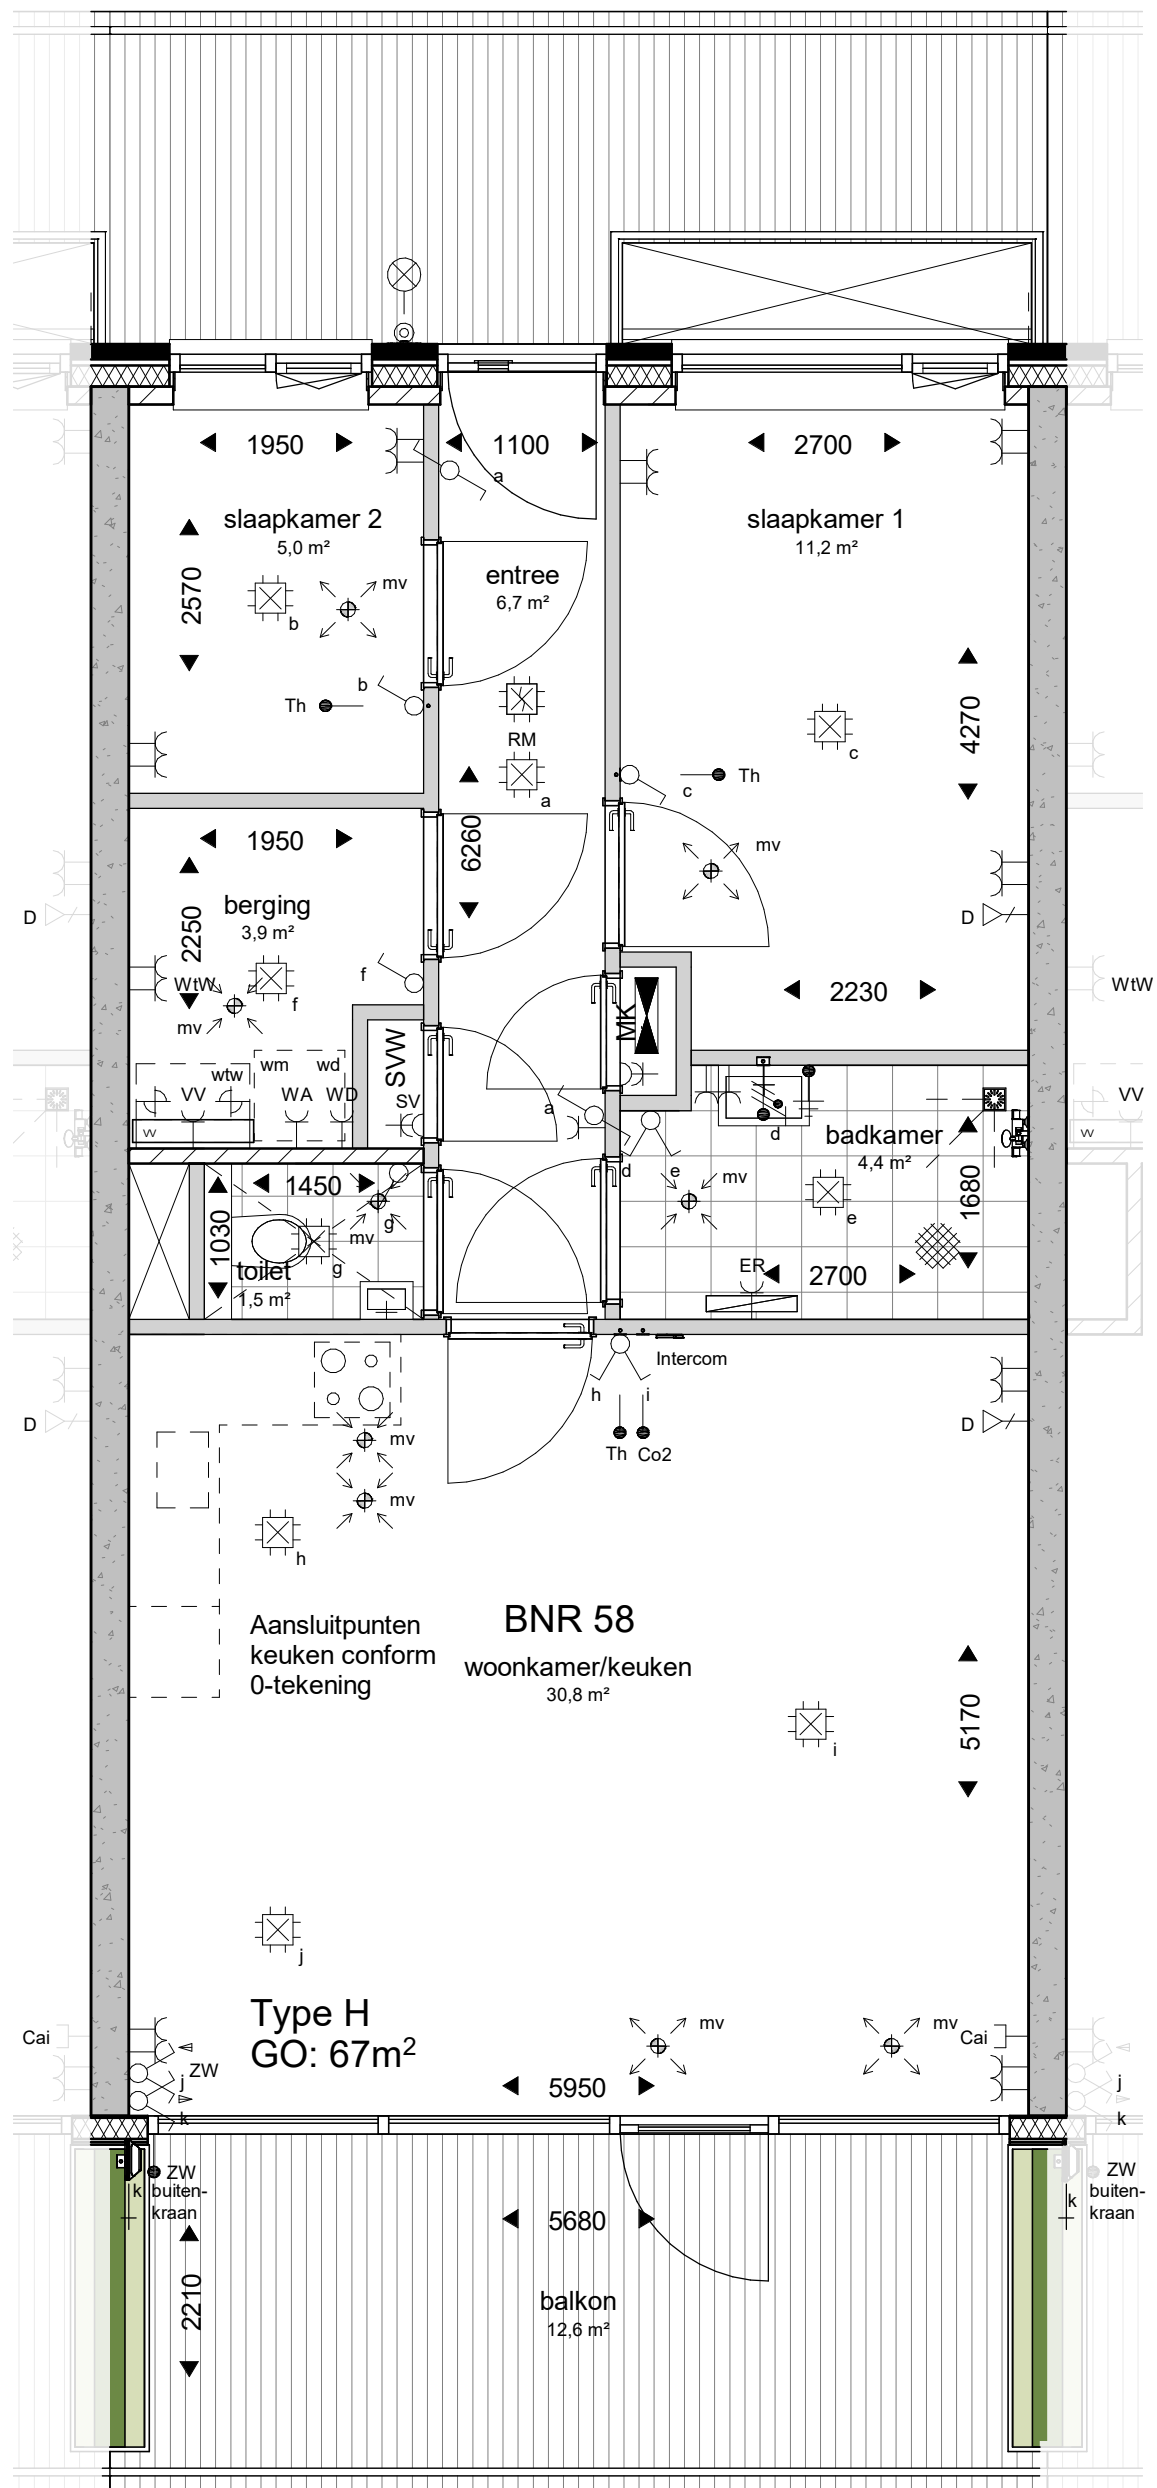 1950
1100
2700
a
slaapkamer 2
5,0 m²
slaapkamer 1
11,2 m²
entree
6,7 m²
2570
mv
b
4270
b
Th
RM
c
Th
c
a
1950
6260
mv
berging
3,9 m²
2250
D
D
f
WtW
f
mv
2230
WtW
MK
SVW
wtw
wm
wd
VV
WA
WD
SV
VV
a
d
vv
vv
badkamer
4,4 m²
d
e
1450
mv
1680
1030
g
e
mv
toilet
1,5 m²
g
ER
2700
Intercom
h
i
D
D
mv
Th
Co2
mv
h
BNR 58
Aansluitpunten
keuken conform
0-tekening
woonkamer/keuken
30,8 m²
5170
i
j
Type H
GO: 67m²
mv
mv
Cai
Cai
ZW
j
j
5950
k
k
ZW
k
buiten-
kraan
ZW
buiten-
k
kraan
5680
2210
balkon
12,6 m²